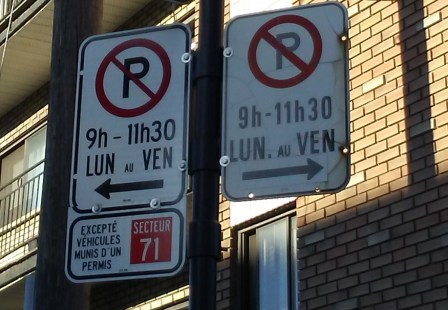 P
9h - 11h30
LUN AU VEN
EXCEPTÉ
VÉHICULES
MUNIS D'UN
PERMIS
SECTEUR
71
P
9h-11h30
LUN. AU VEN